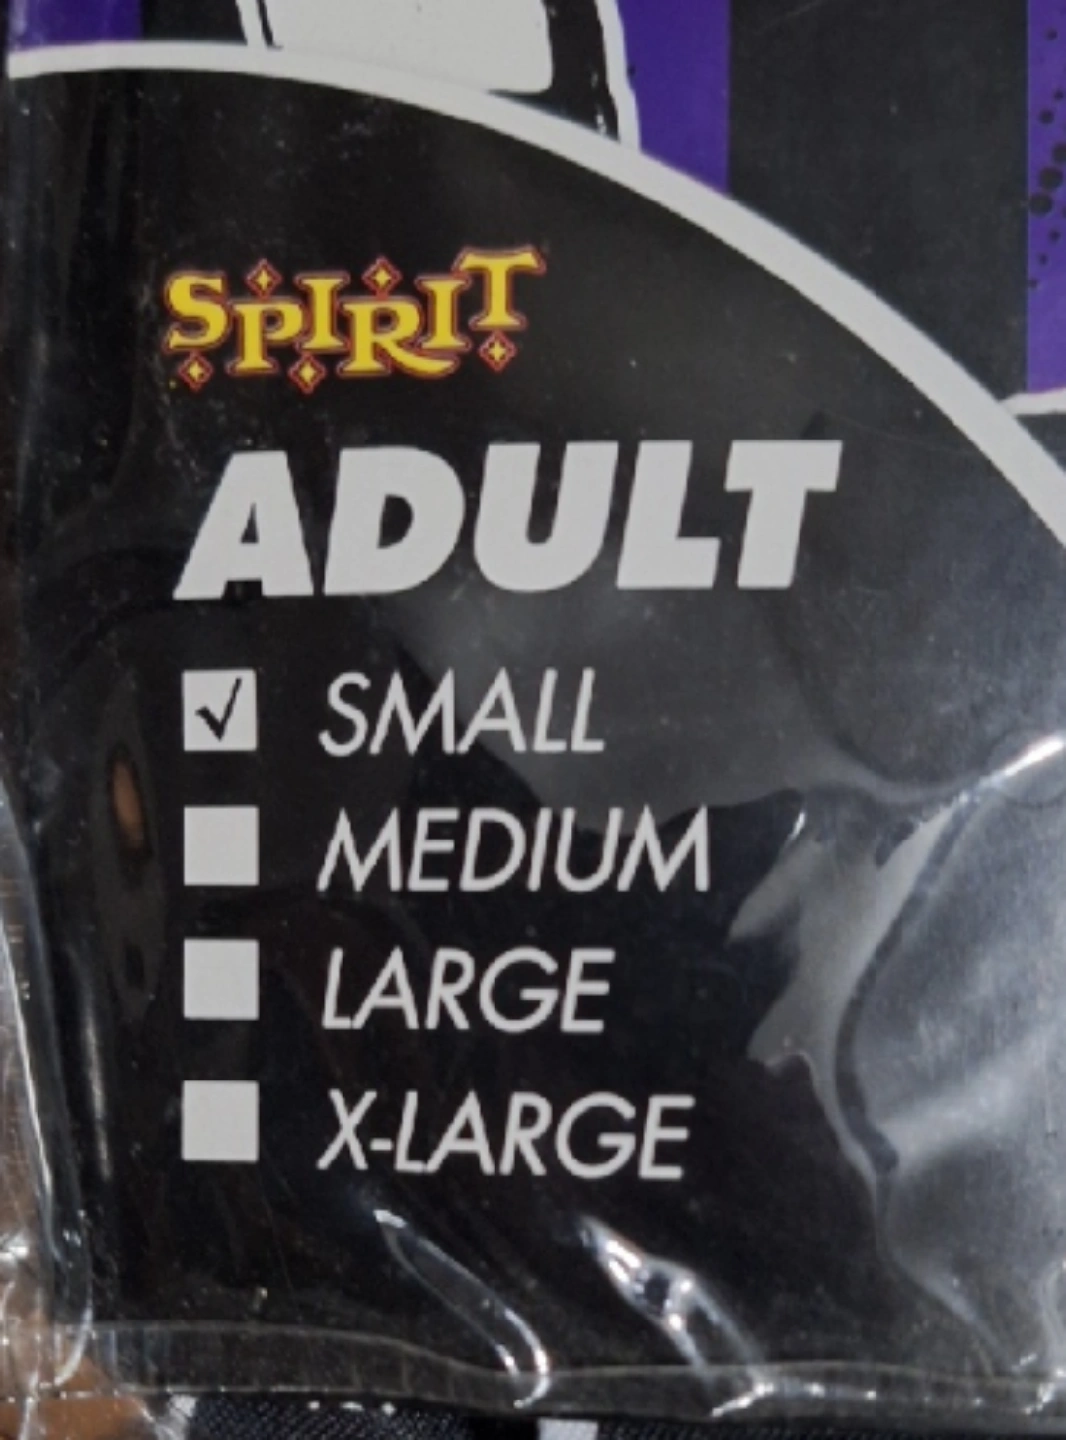 SPIRIT
ADULT
SMALL
MEDIUM
LARGE
X-LARGE